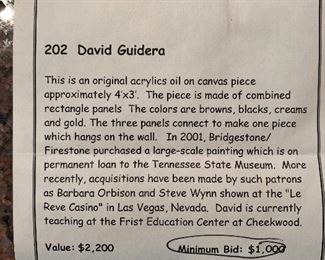 202  David Guidera
This is an original acrylics oil on canvas piece
approximately 4'x3'.  The piece is made of combined
rectangle panels  The colors are browns, blacks, creams
and gold. The three panels connect to make one piece
which hangs on the wall.  In 2001, Bridgestone/
Firestone purchased a large-scale painting which is on
permanent loan to the Tennessee State Museum.  More
recently, acquisitions have been made by such patrons
as Barbara Orbison and Steve Wynn shown at the "Le
Reve Casino" in Las Vegas, Nevada.  David is currently
teaching at the Frist Education Center at Cheekwood.
Value: $2,200 Minimum Bid: $1,000